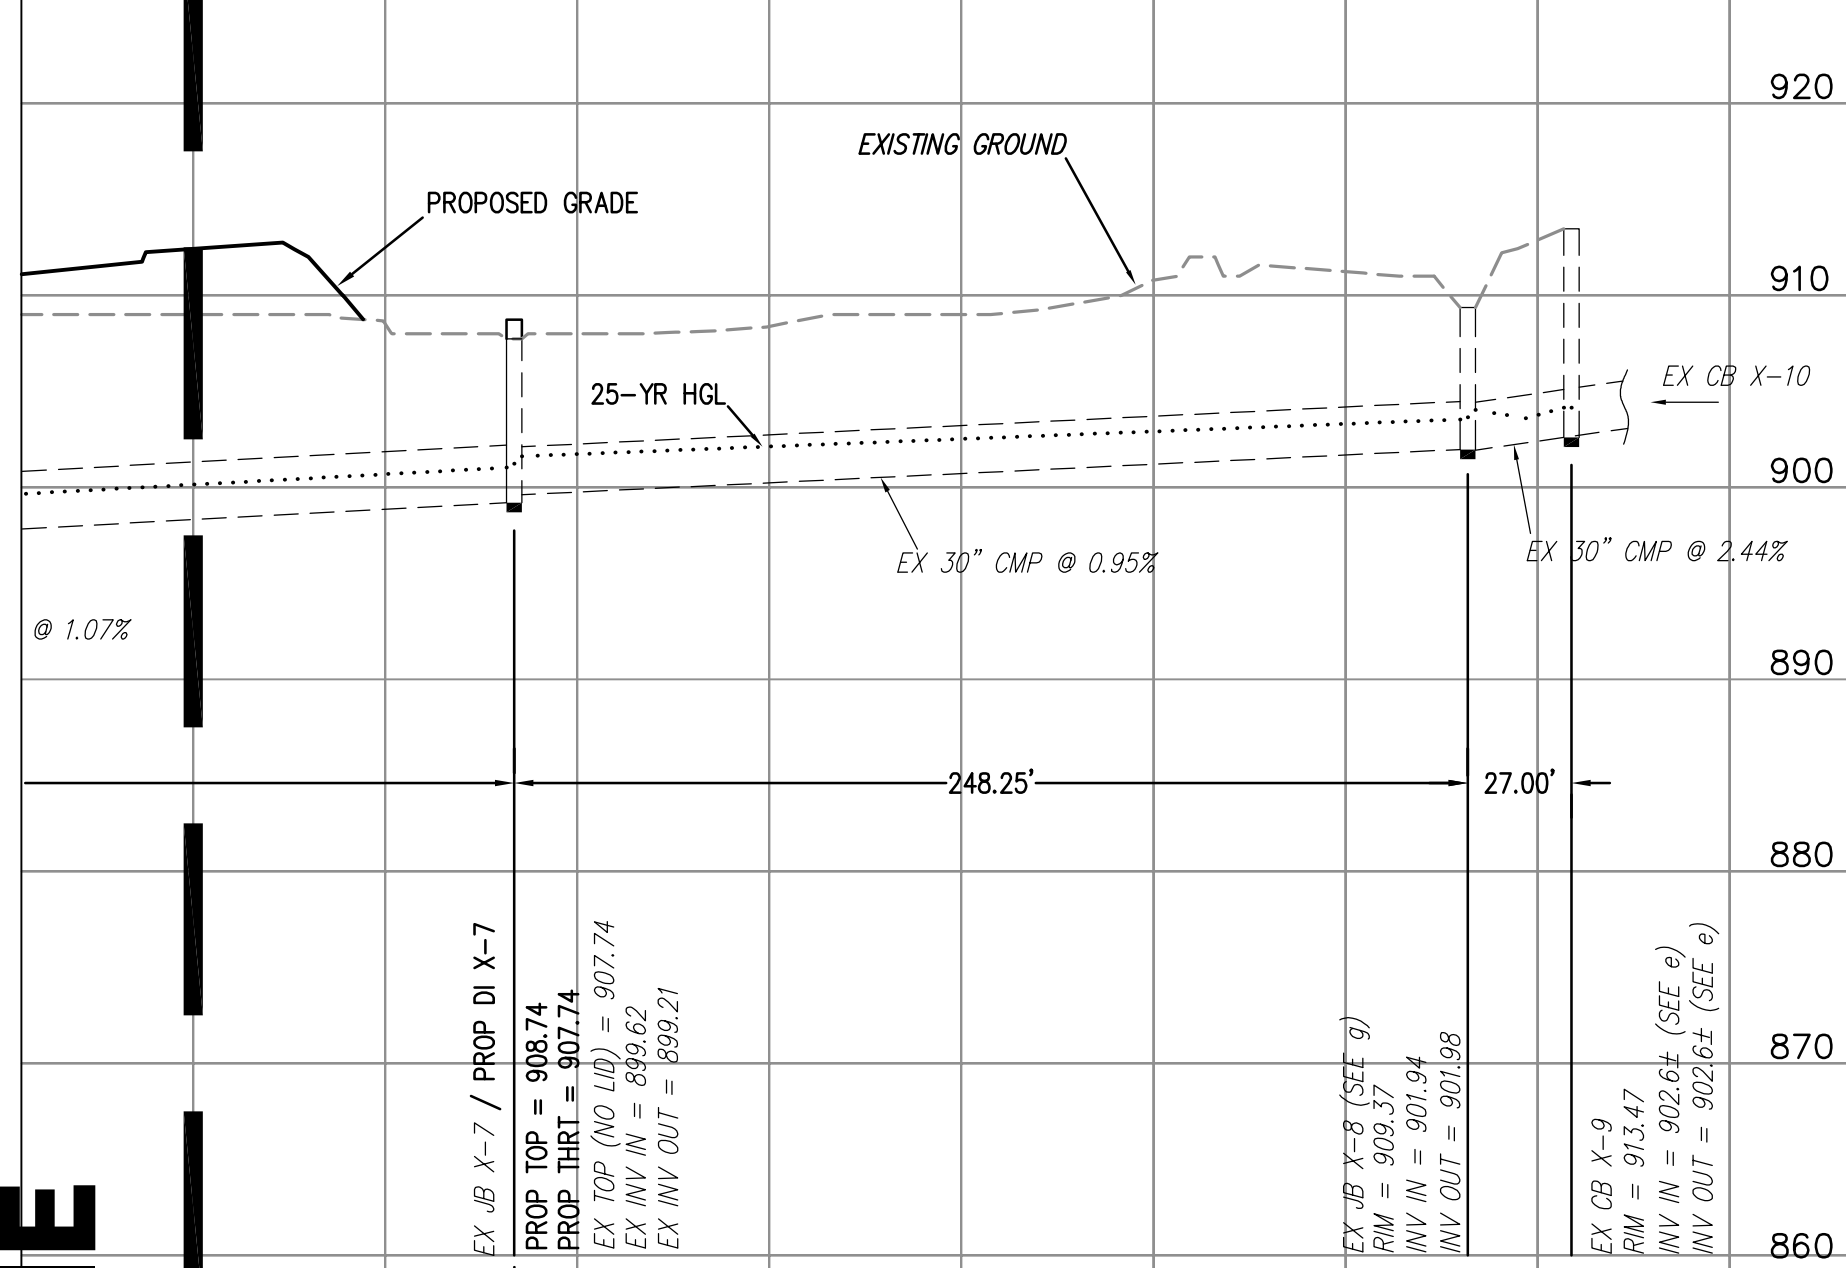 920
EXISTING GROUND
PROPOSED GRADE
910
25-YR HGL
EX CB X-10
900
EX 30" CMP @ 0.95%
EX 30" CMP @ 2.44%
@ 1.07%
890
248.25'
27.00'
880
870
860
EX JB X-7 / PROP DI X-7
PROP TOP = 908.74
PROP THRT = 907.74
EX TOP (NO LID) = 907.74
EX INV IN = 899.62
EX INV OUT = 899.21
EX JB X-8 (SEE g)
RIM = 909.37
INV IN = 901.94
INV OUT = 901.98
EX CB X-9
RIM = 913.47
INV IN = 902.6± (SEE e)
INV OUT = 902.6± (SEE e)
E